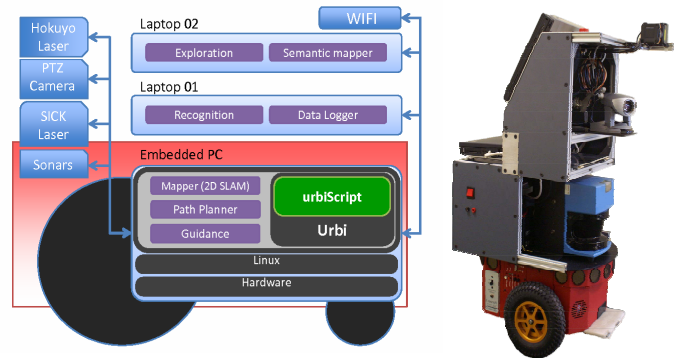 Hokuyo
Laser
PTZ
Camera
SICK
Laser
Sonars
Laptop 02
WIFI
Exploration
Semantic mapper
Laptop 01
Recognition
Data Logger
Embedded PC
Mapper (2D SLAM)
Path Planner
Guidance
urbiScript
Urbi
Linux
Hardware